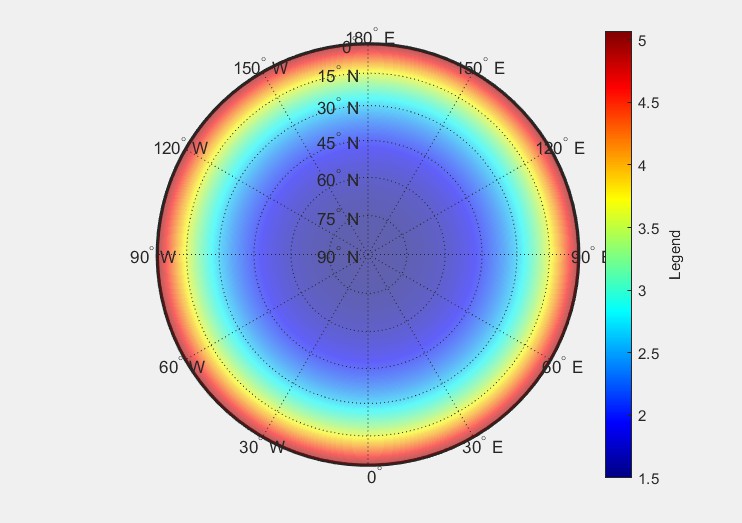 180° E
0°
150° W
150° E
15° N
30° N
45° N
120° W
120° E
60° N
75° N
90° N
90° W
90° E
60° W
60° E
30° W
30° E
0°
5
4.5
4
3.5
3
2.5
2
1.5
Legend